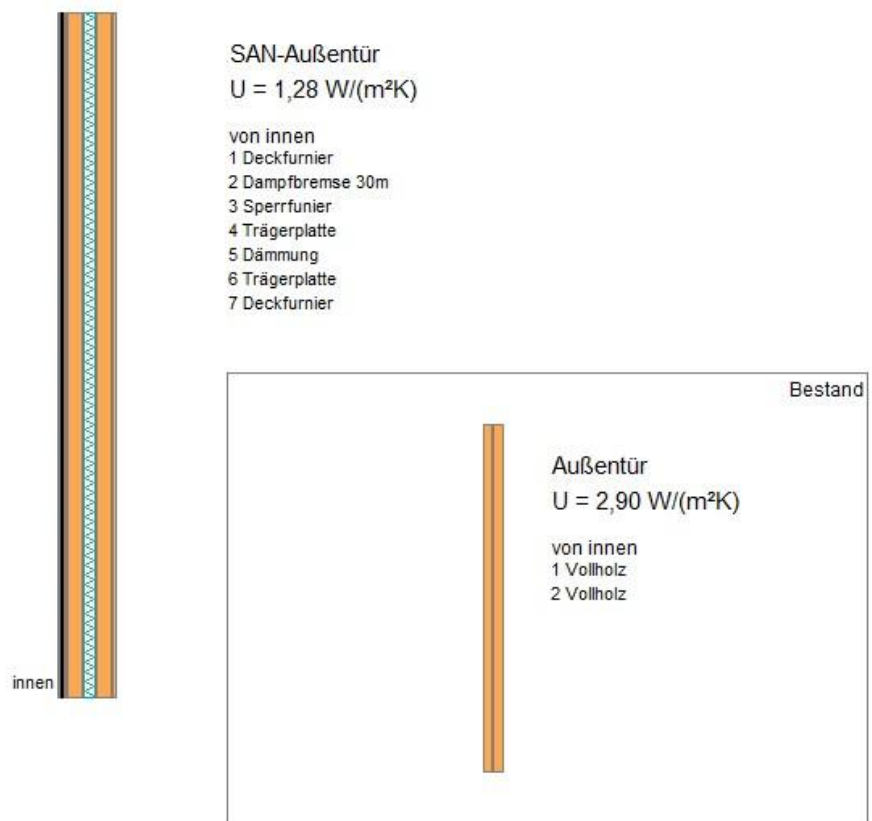 SAN-Außentür
U = 1,28 W/(m²K)
von innen
1 Deckfurnier
2 Dampfbremse 30m
3 Sperrfunier
4 Trägerplatte
5 Dämmung
6 Trägerplatte
7 Deckfurnier
innen
Bestand
Außentür
U = 2,90 W/(m²K)
von innen
1 Vollholz
2 Vollholz